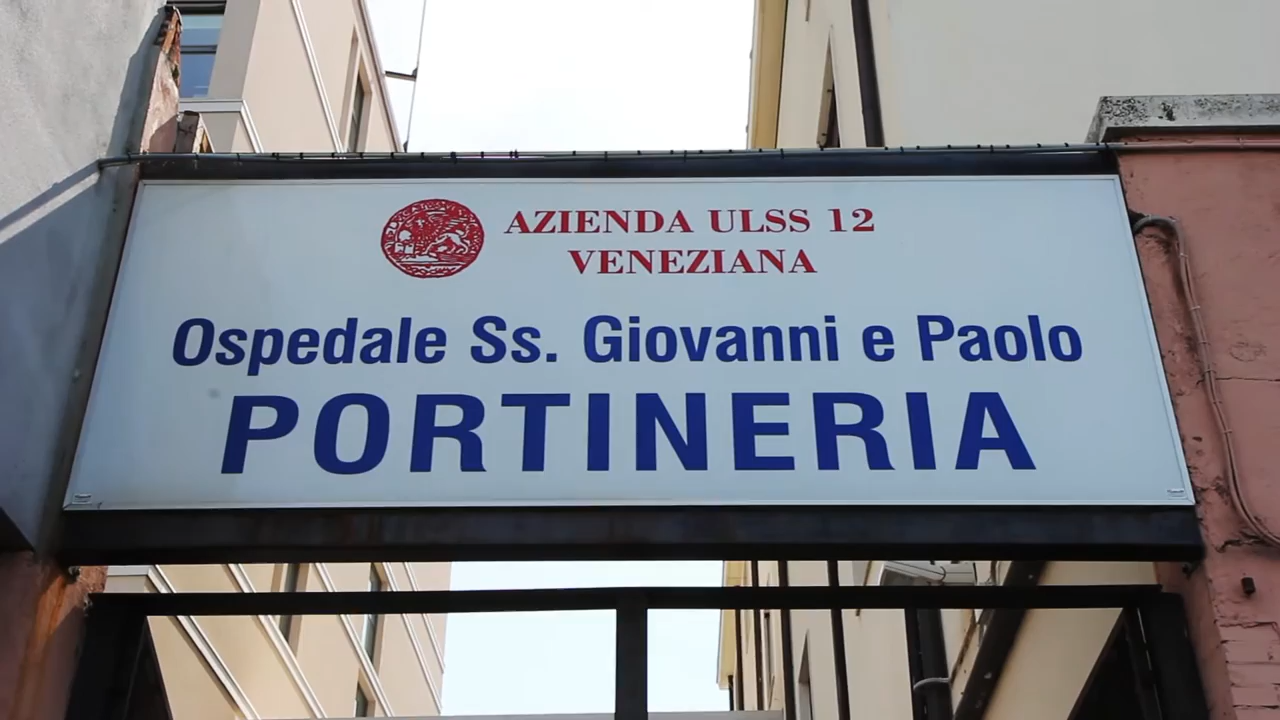 AZIENDA ULSS 12
VENEZIANA
Ospedale Ss. Giovanni e Paolo
PORTINERIA